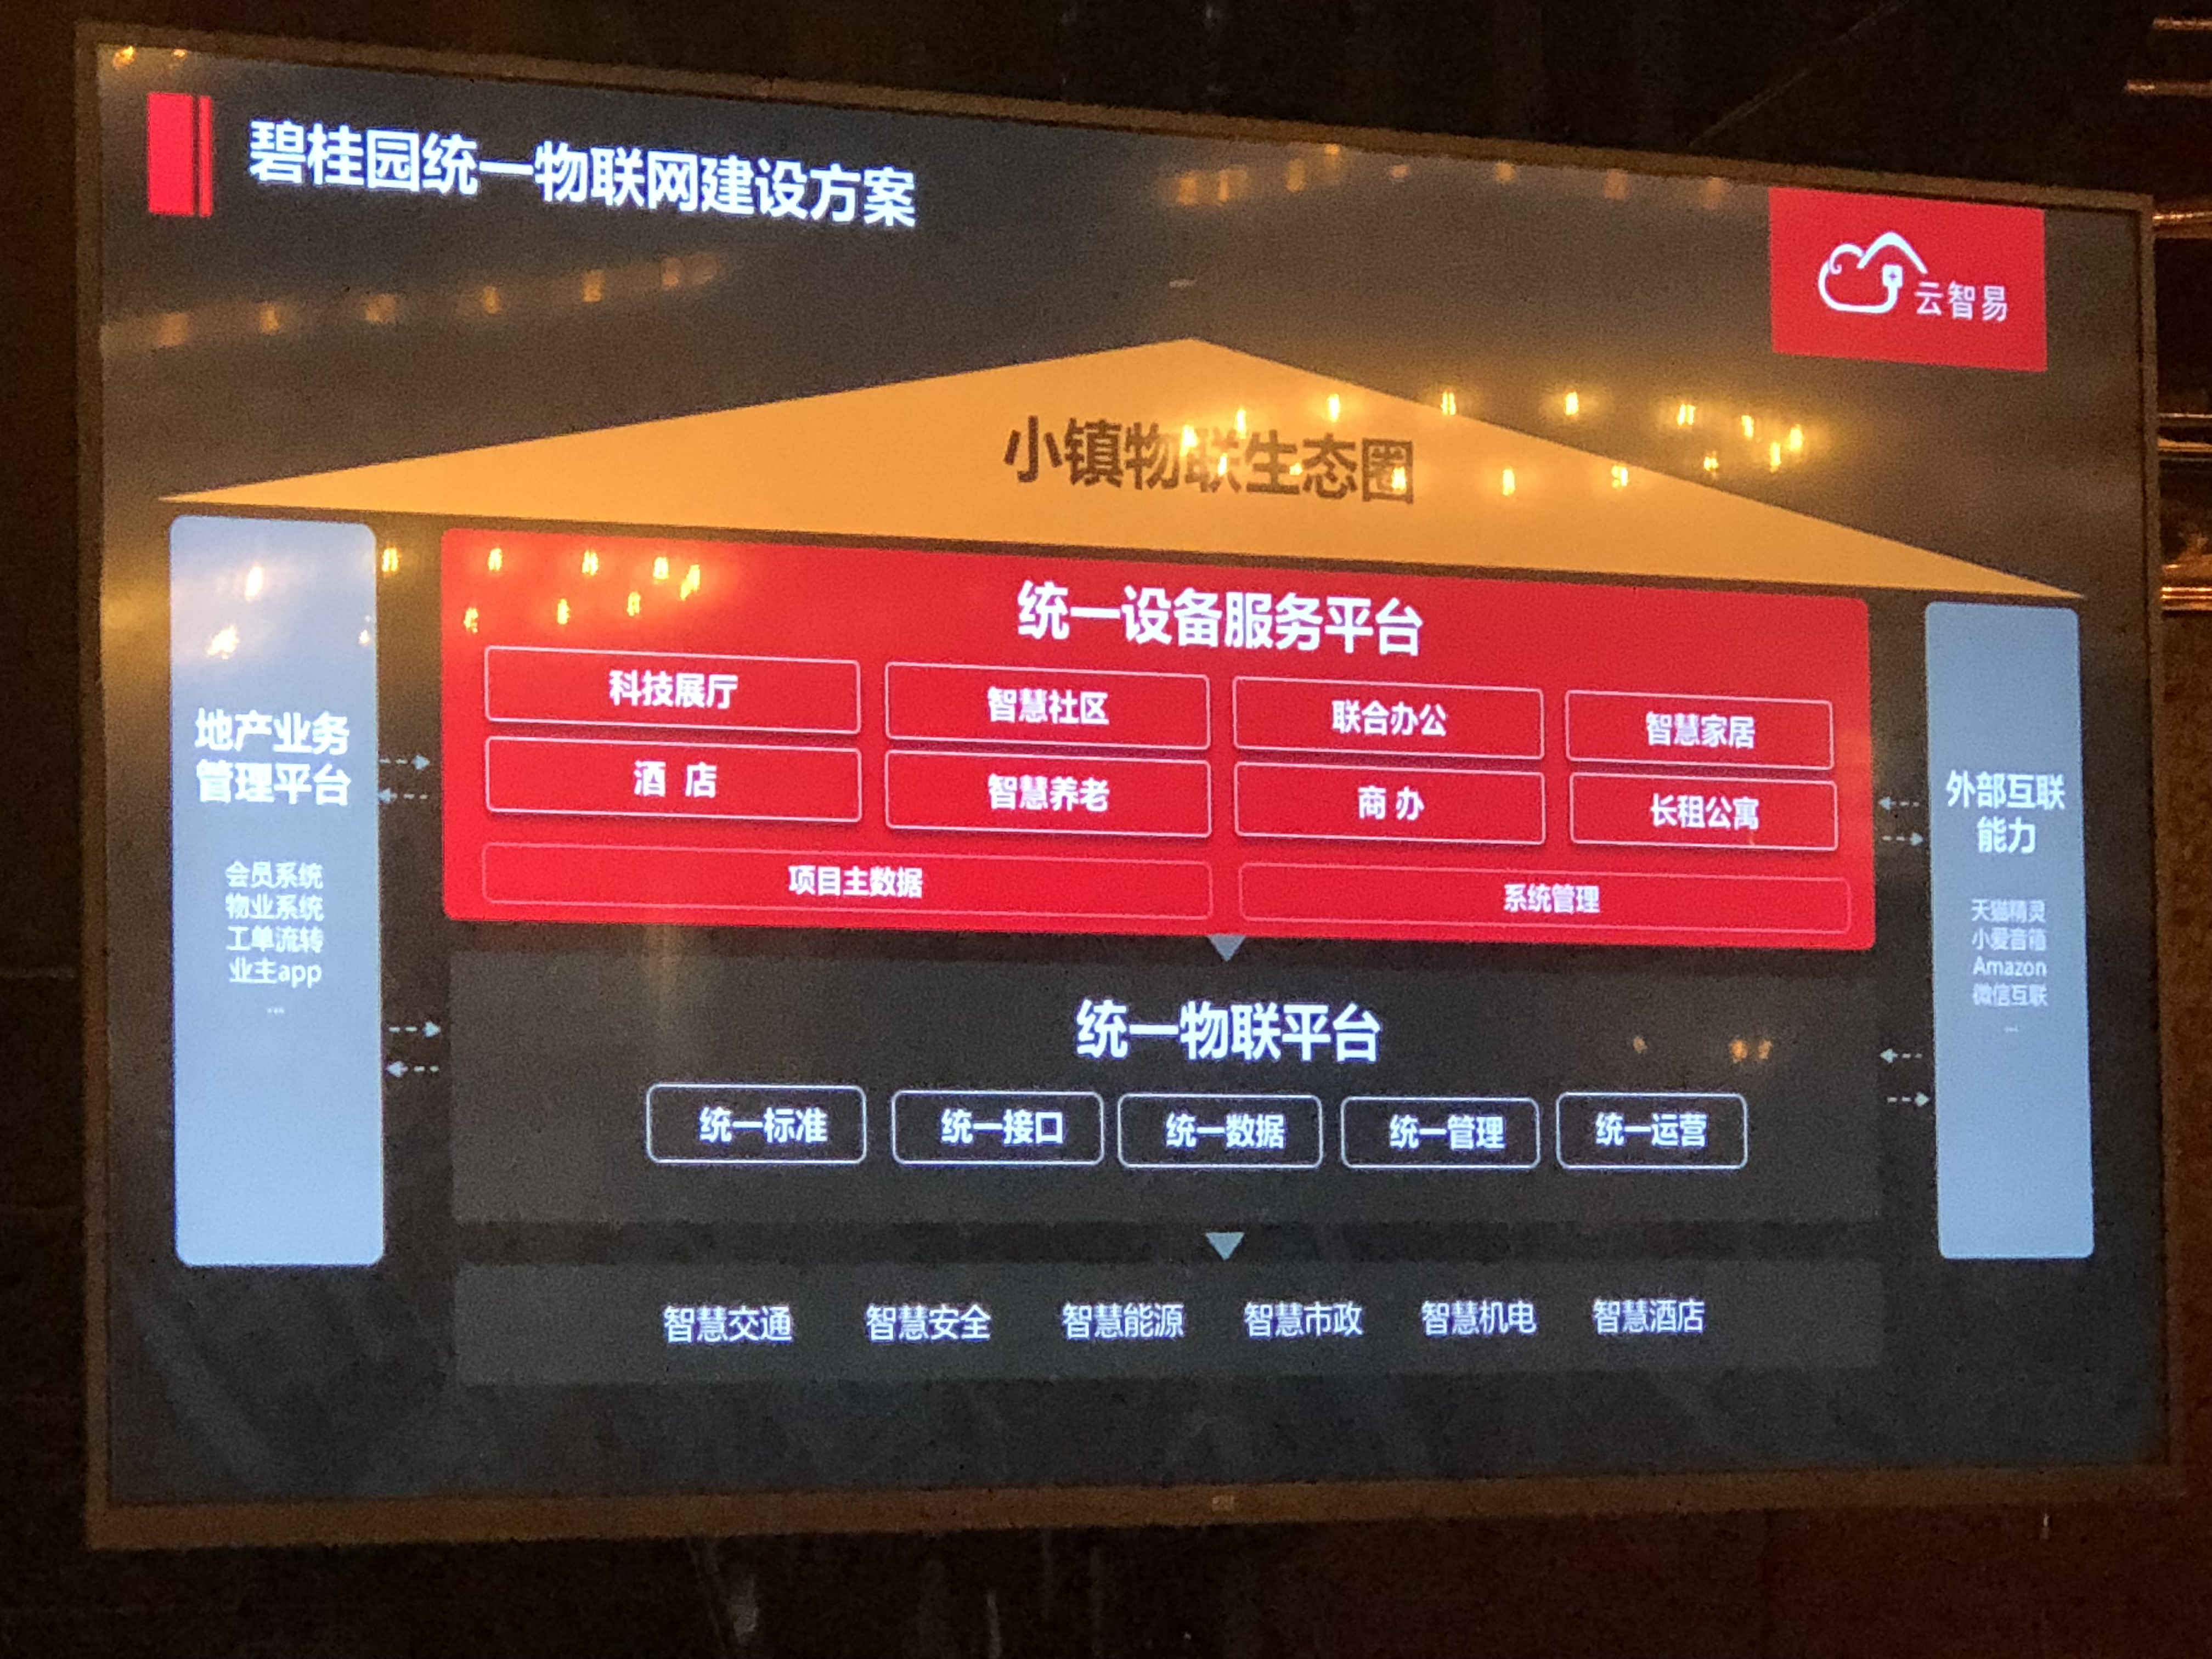 碧桂园统一物联网建设方案
云智易
小镇物联生态圈
地产业务
管理平台
会员系统
物业系统
工单流转
业主app
...
统一设备服务平台
科技展厅
智慧社区
联合办公
智慧家居
酒 店
智慧养老
商 办
长租公寓
项目主数据
系统管理
统一物联平台
统一标准
统一接口
统一数据
统一管理
统一运营
智慧交通
智慧安全
智慧能源
智慧市政
智慧机电
智慧酒店
外部互联
能力
天猫精灵
小爱音箱
Amazon
微信互联
...